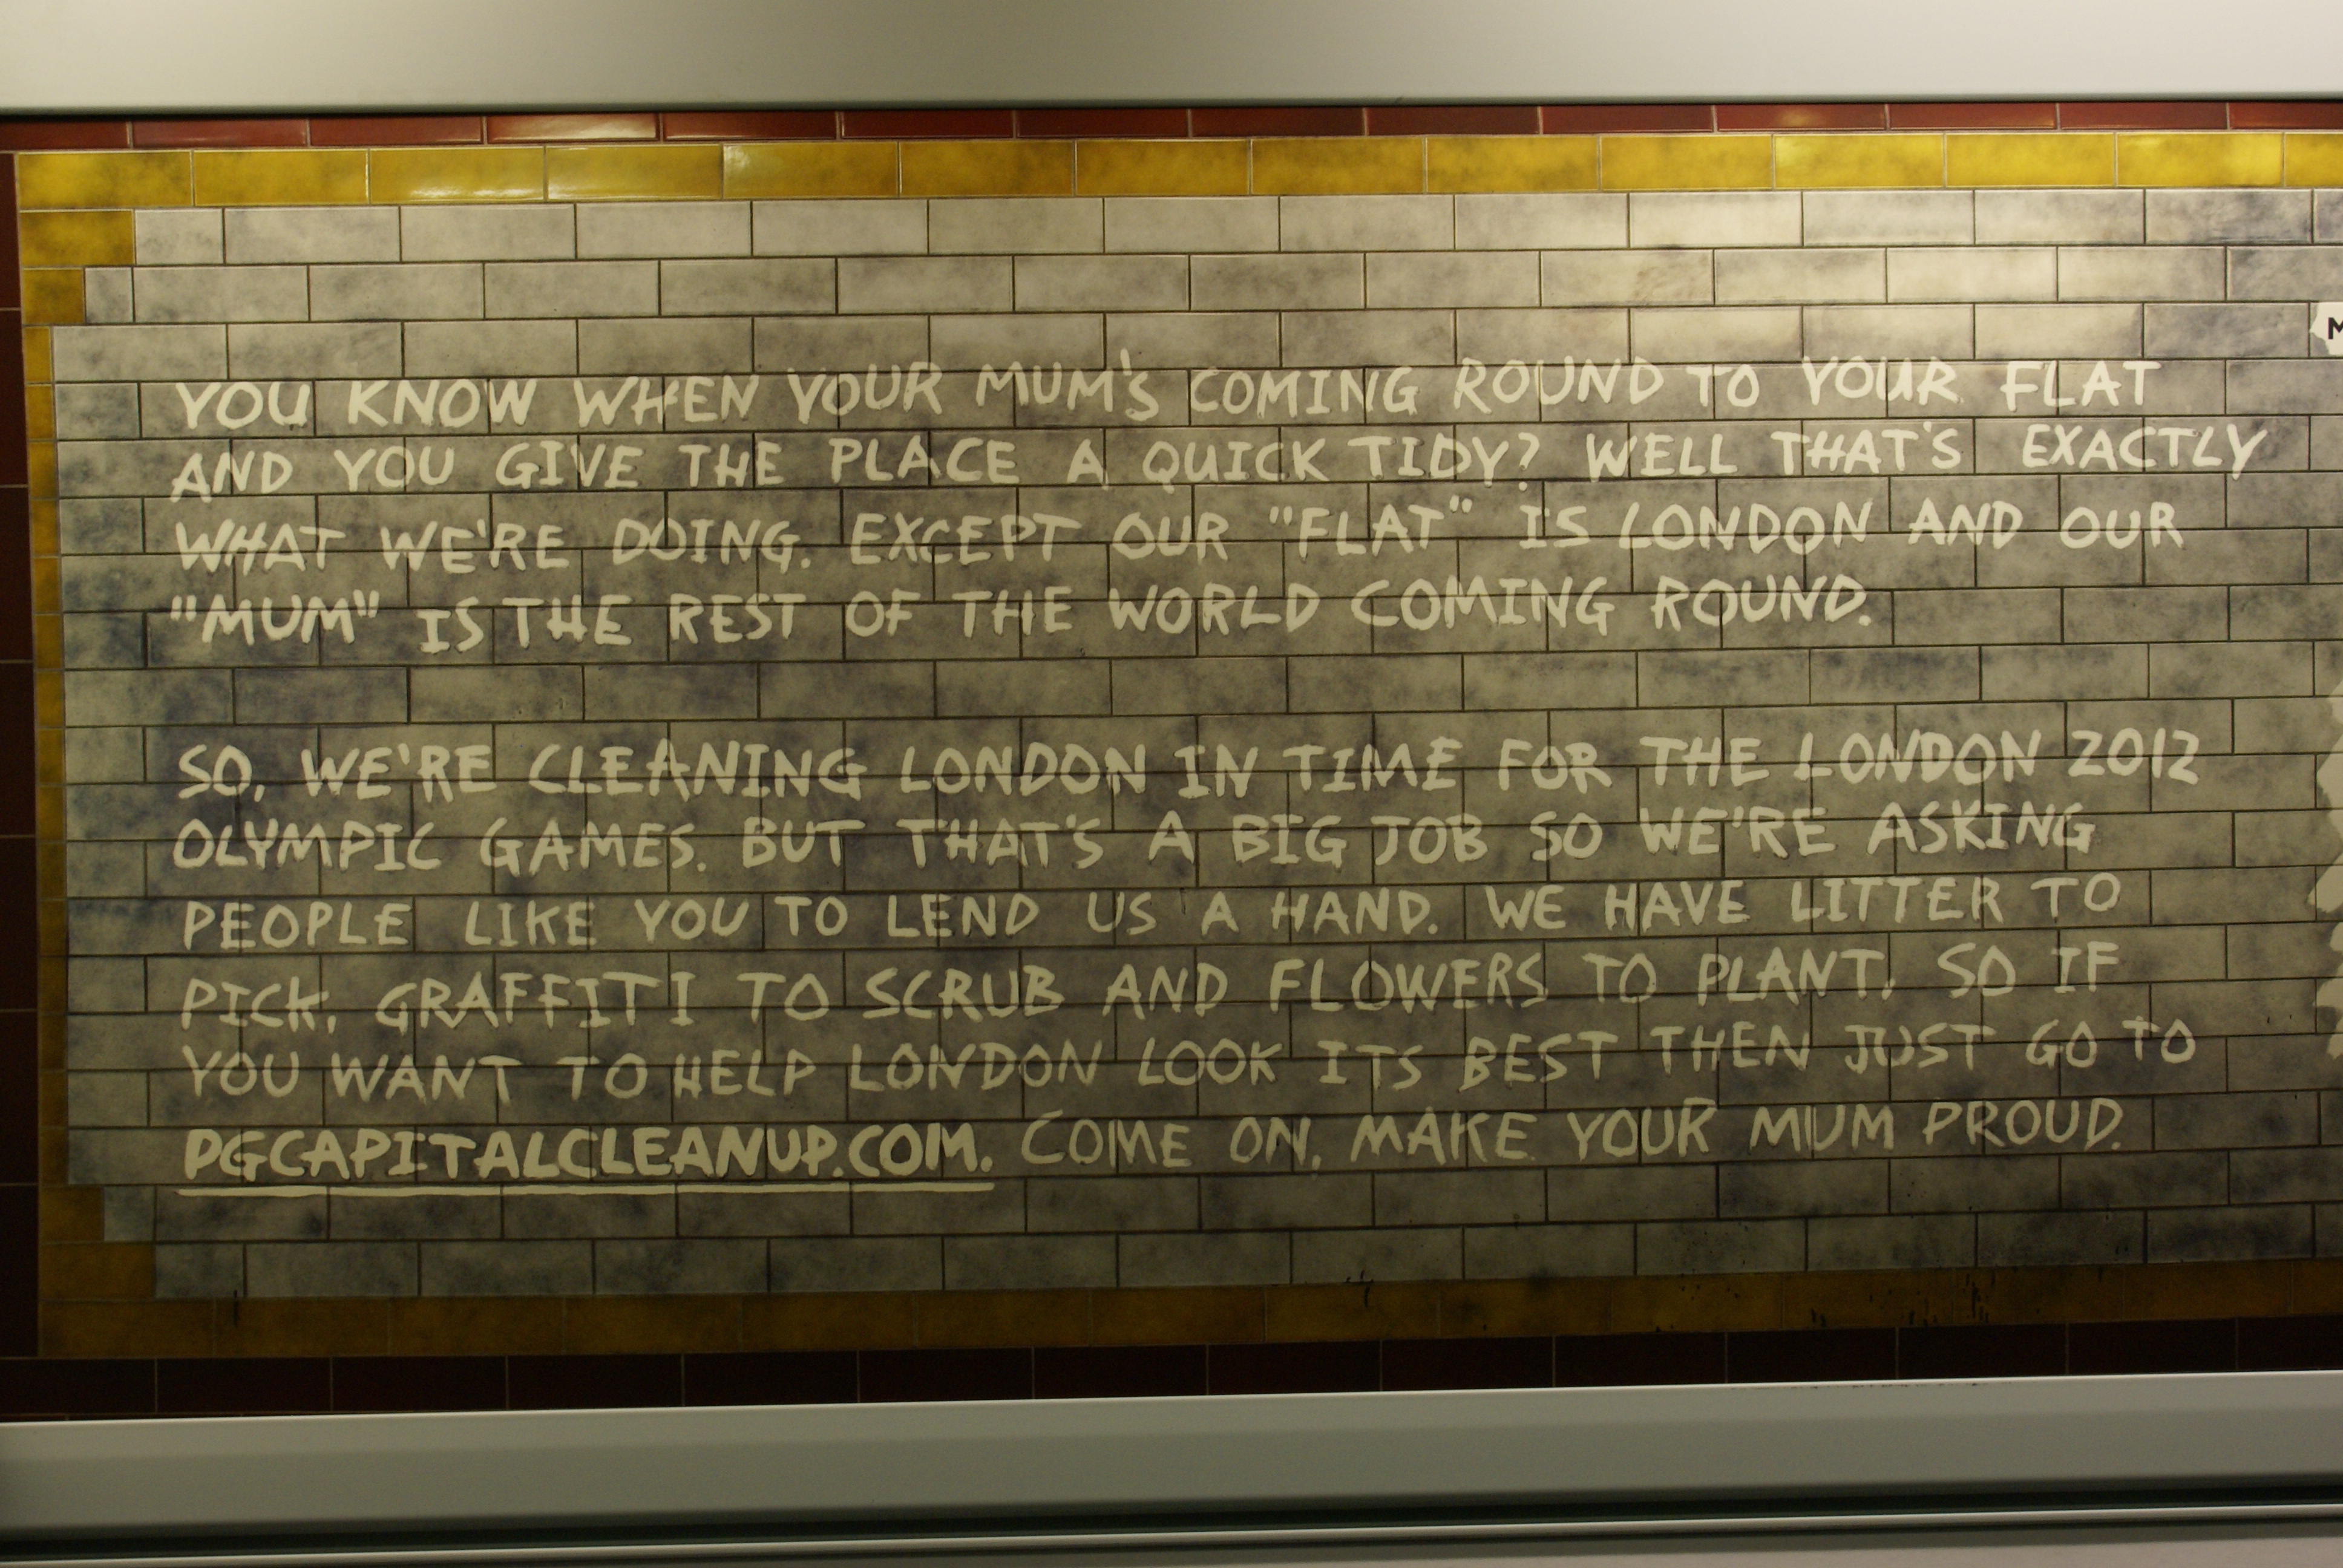 YOU KNOW WHEN YOUR MUM'S COMING ROUND TO YOUR FLAT
AND YOU GIVE THE PLACE A QUICK TIDY? WELL THAT'S EXACTLY
WHAT WE'RE DOING. EXCEPT OUR "FLAT" IS LONDON AND OUR
"MUM" IS THE REST OF THE WORLD COMING ROUND.
SO, WE'RE CLEANING LONDON IN TIME FOR THE LONDON 2012
OLYMPIC GAMES. BUT THAT'S A BIG JOB SO WE'RE ASKING
PEOPLE LIKE YOU TO LEND US A HAND. WE HAVE LITTER TO
PICK, GRAFFITI TO SCRUB AND FLOWERS TO PLANT. SO IF
YOU WANT TO HELP LONDON LOOK ITS BEST THEN JUST GO TO
PGCAPITALCLEANUP.COM. COME ON, MAKE YOUR MUM PROUD.